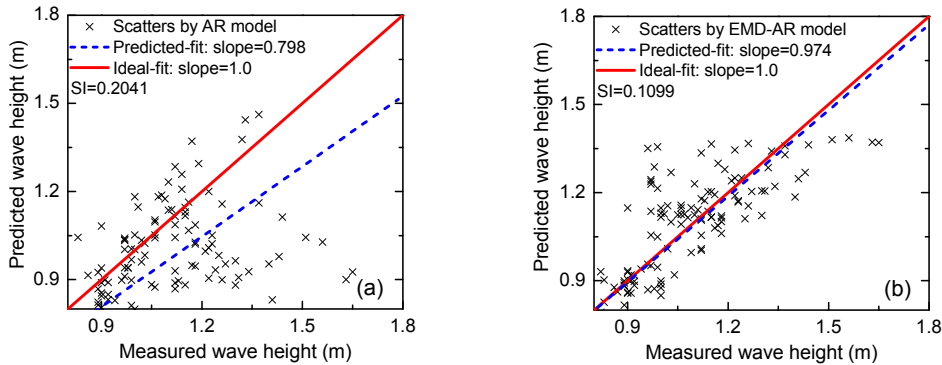 1.8
1.5
1.2
0.9
Predicted wave height (m)
× Scatters by AR model
Predicted-fit: slope=0.798
Ideal-fit: slope=1.0
SI=0.2041
(a)
0.9 1.2 1.5 1.8
Measured wave height (m)
1.8
1.5
1.2
0.9
Predicted wave height (m)
× Scatters by EMD-AR model
Predicted-fit: slope=0.974
Ideal-fit: slope=1.0
SI=0.1099
(b)
0.9 1.2 1.5 1.8
Measured wave height (m)